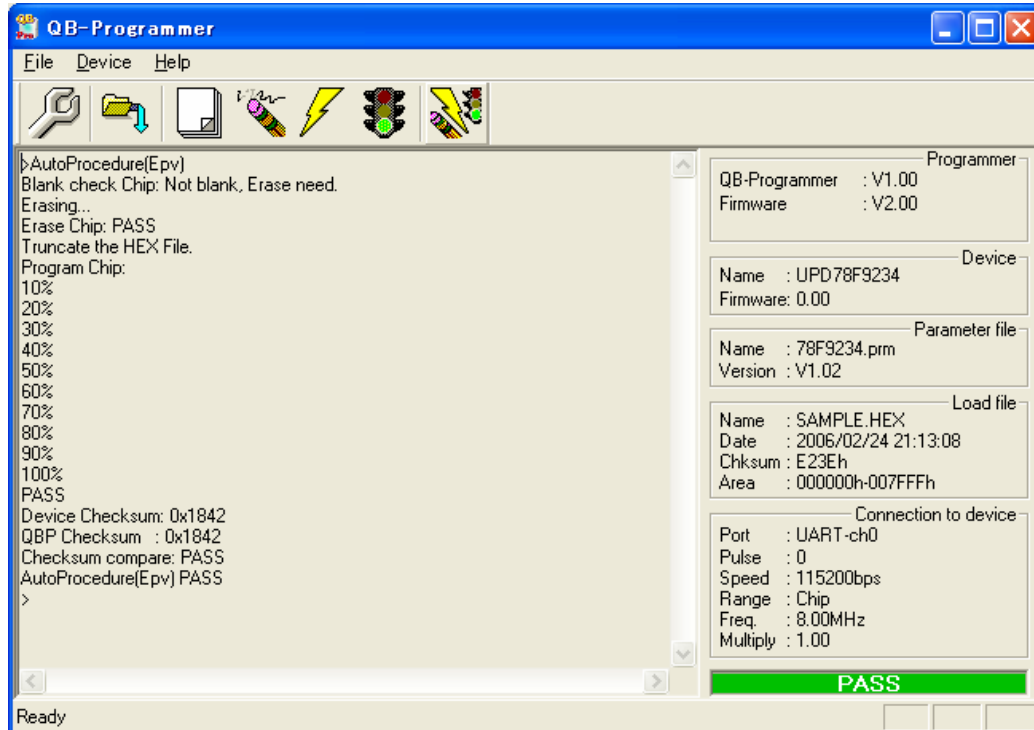 QB-Programmer
File Device Help
>AutoProcedure(Epv)
Blank check Chip: Not blank, Erase need.
Erasing...
Erase Chip: PASS
Truncate the HEX File.
Program Chip:
10%
20%
30%
40%
50%
60%
70%
80%
90%
100%
PASS
Device Checksum: 0x1842
QBP Checksum : 0x1842
Checksum compare: PASS
AutoProcedure(Epv) PASS
>
Programmer
QB-Programmer : V1.00
Firmware : V2.00
Device
Name : UPD78F9234
Firmware: 0.00
Parameter file
Name : 78F9234.prm
Version : V1.02
Load file
Name : SAMPLE.HEX
Date : 2006/02/24 21:13:08
Chksum : E23Eh
Area : 000000h-007FFFh
Connection to device
Port : UART-ch0
Pulse : 0
Speed : 115200bps
Range : Chip
Freq. : 8.00MHz
Multiply : 1.00
PASS
Ready